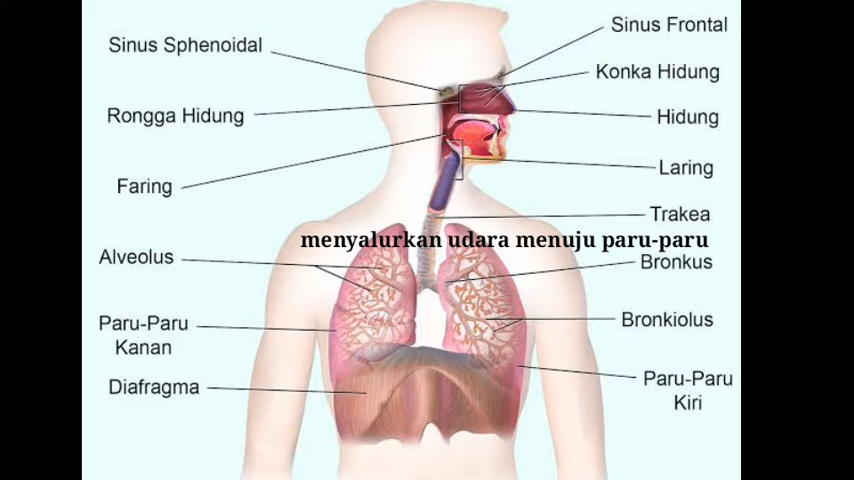 Sinus Frontal
Sinus Sphenoidal
Konka Hidung
Rongga Hidung
Hidung
Laring
Faring
Trakea
menyalurkan udara menuju paru-paru
Alveolus
Bronkus
Bronkiolus
Paru-Paru
Kanan
Diafragma
Paru-Paru
Kiri